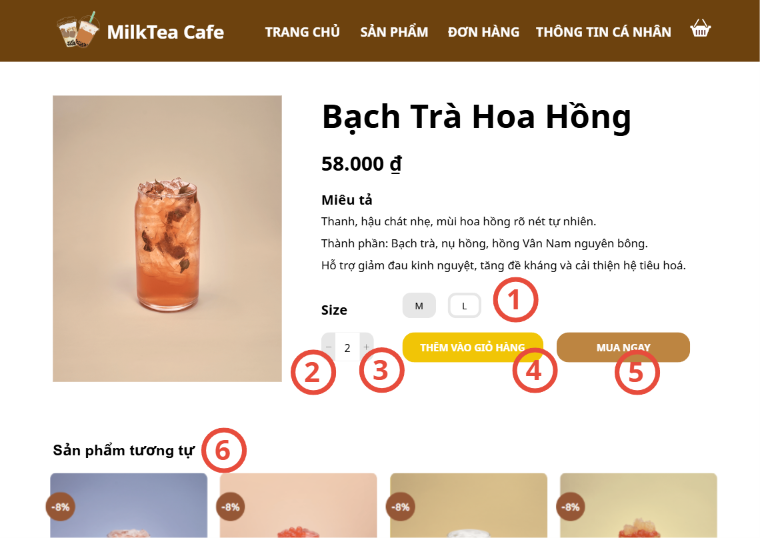 MilkTea Cafe
TRANG CHỦ SẢN PHẨM ĐƠN HÀNG THÔNG TIN CÁ NHÂN
Bạch Trà Hoa Hồng
58.000 ₫
Miêu tả
Thanh, hậu chát nhẹ, mùi hoa hồng rõ nét tự nhiên.
Thành phần: Bạch trà, nụ hồng, hồng Vân Nam nguyên bông.
Hỗ trợ giảm đau kinh nguyệt, tăng đề kháng và cải thiện hệ tiêu hoá.
Size M L 1
− 2 + THÊM VÀO GIỎ HÀNG MUA NGAY
2 3 4 5
Sản phẩm tương tự 6
-8% -8% -8% -8%